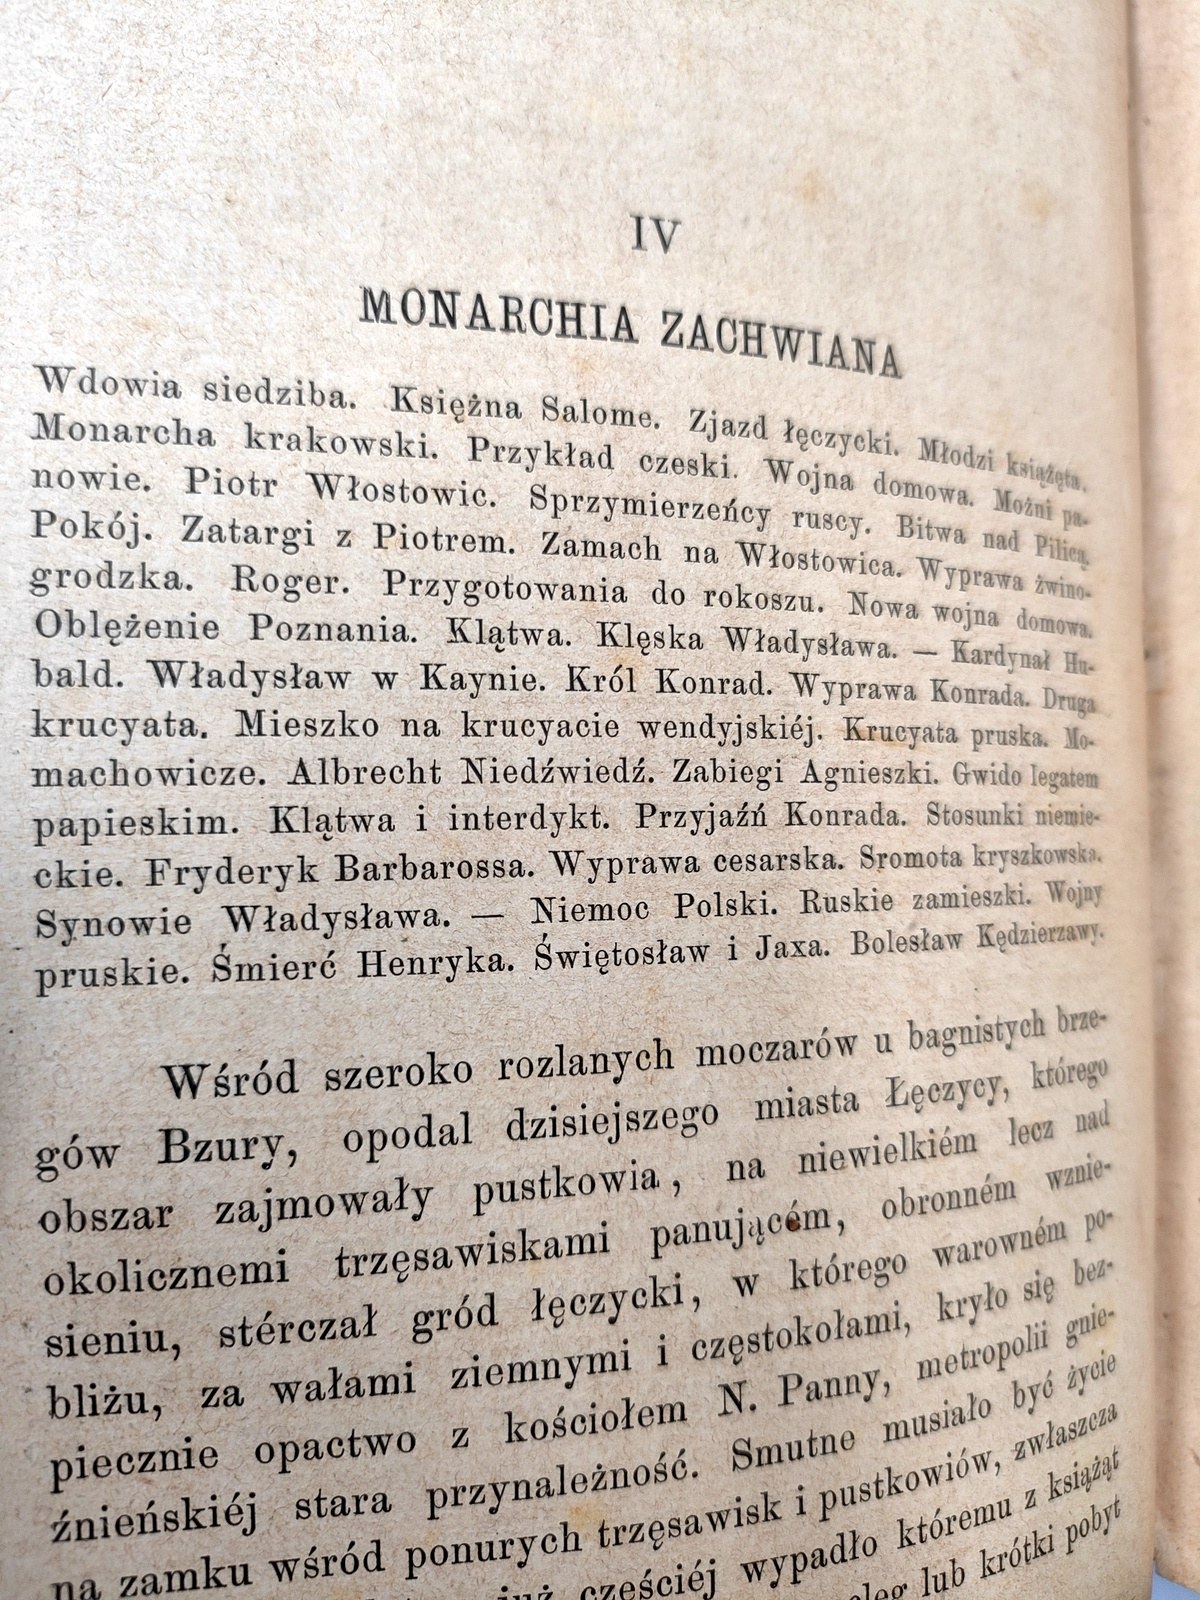 IV
MONARCHIA ZACHWIANA
Wdowia siedziba. Księżna Salome. Zjazd łęczycki. Młodzi książęta.
Monarcha krakowski. Przykład czeski. Wojna domowa. Możni pa-
nowie. Piotr Włostowic. Sprzymierzeńcy ruscy. Bitwa nad Pilicą.
Pokój. Zatargi z Piotrem. Zamach na Włostowica. Wyprawa żwino-
grodzka. Roger. Przygotowania do rokoszu. Nowa wojna domowa.
Oblężenie Poznania. Klątwa. Klęska Władysława. — Kardynał Hu-
bald. Władysław w Kaynie. Król Konrad. Wyprawa Konrada. Druga
krucyata. Mieszko na krucyacie wendyjskiéj. Krucyata pruska. Mo-
machowicze. Albrecht Niedźwiedź. Zabiegi Agnieszki. Gwido legatem
papieskim. Klątwa i interdykt. Przyjaźń Konrada. Stosunki niemie-
ckie. Fryderyk Barbarossa. Wyprawa cesarska. Sromota kryszkowska.
Synowie Władysława. — Niemoc Polski. Ruskie zamieszki. Wojny
pruskie. Śmierć Henryka. Świętosław i Jaxa. Bolesław Kędzierzawy.
Wśród szeroko rozlanych moczarów u bagnistych brze-
gów Bzury, opodal dzisiejszego miasta Łęczycy, którego
obszar zajmowały pustkowia, na niewielkiém lecz nad
okolicznemi trzęsawiskami panującém, obronném wznie-
sieniu, stérczał gród łęczycki, w którego warowném po-
bliżu, za wałami ziemnymi i częstokołami, kryło się bez-
piecznie opactwo z kościołem N. Panny, metropolii gnie-
źnieńskiéj stara przynależność. Smutne musiało być życie
na zamku wśród ponurych trzęsawisk i pustkowiów, zwłaszcza
już częściéj wypadło któremu z książąt
lub krótki pobyt